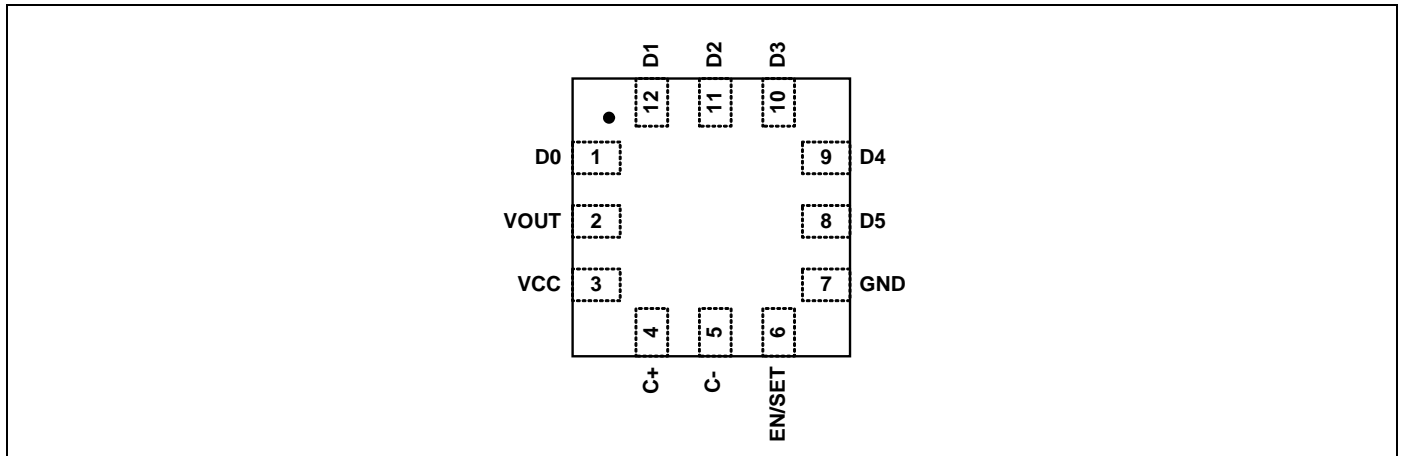 D1 D2 D3
12 11 10
D0 1 9 D4
VOUT 2 8 D5
VCC 3 7 GND
4 5 6
C+ C- EN/SET